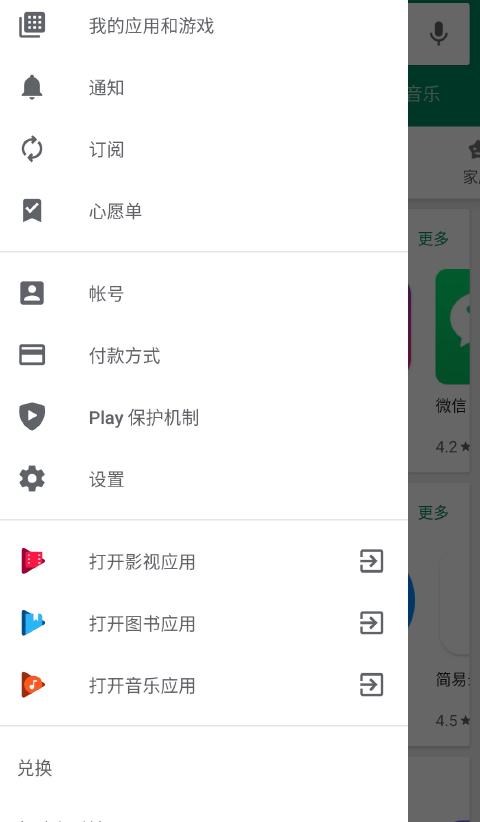 我的应用和游戏
音乐
通知
订阅
家
心愿单
更多
帐号
付款方式
微信
Play 保护机制
4.2★
设置
更多
打开影视应用
打开图书应用
简易
打开音乐应用
4.5★
兑换